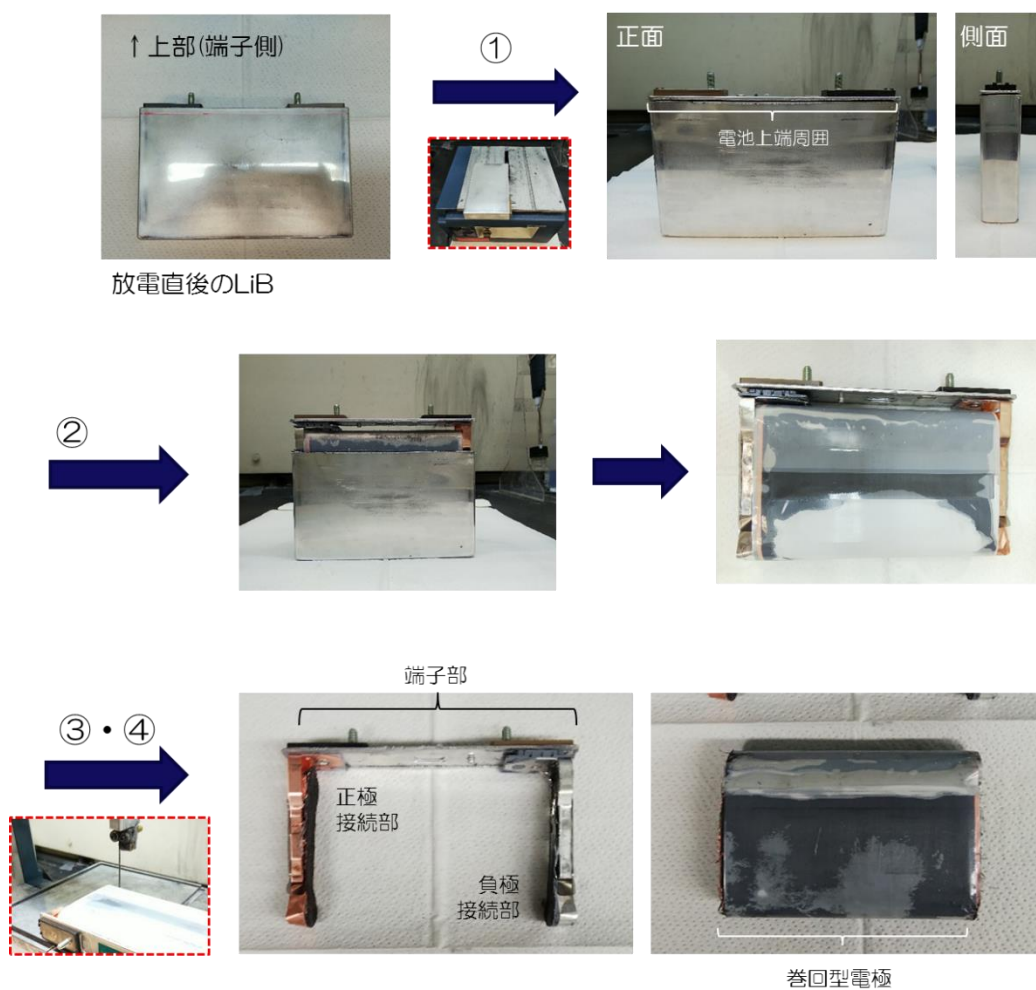 ↑上部(端子側)
①
正面
側面
電池上端周囲
放電直後のLiB
②
端子部
③・④
正極
接続部
負極
接続部
巻回型電極